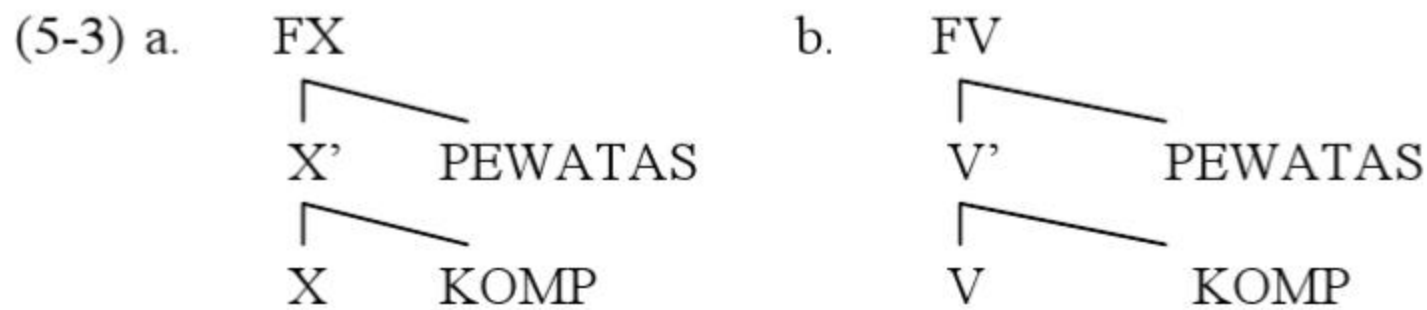 (5-3) a. FX b. FV
X’ PEWATAS V’ PEWATAS
X KOMP V KOMP